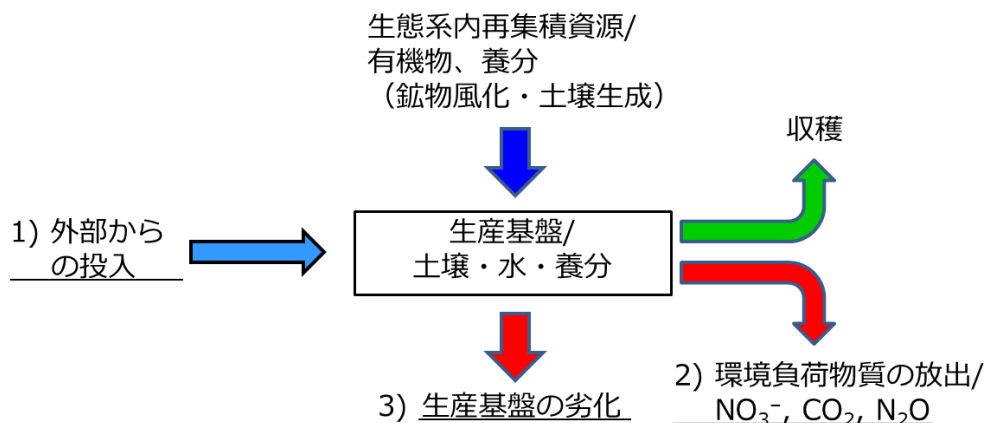 生態系内再集積資源/
有機物、養分
（鉱物風化・土壌生成）
収穫
1) 外部から
の投入
生産基盤/
土壌・水・養分
2) 環境負荷物質の放出/
NO₃⁻, CO₂, N₂O
3) 生産基盤の劣化